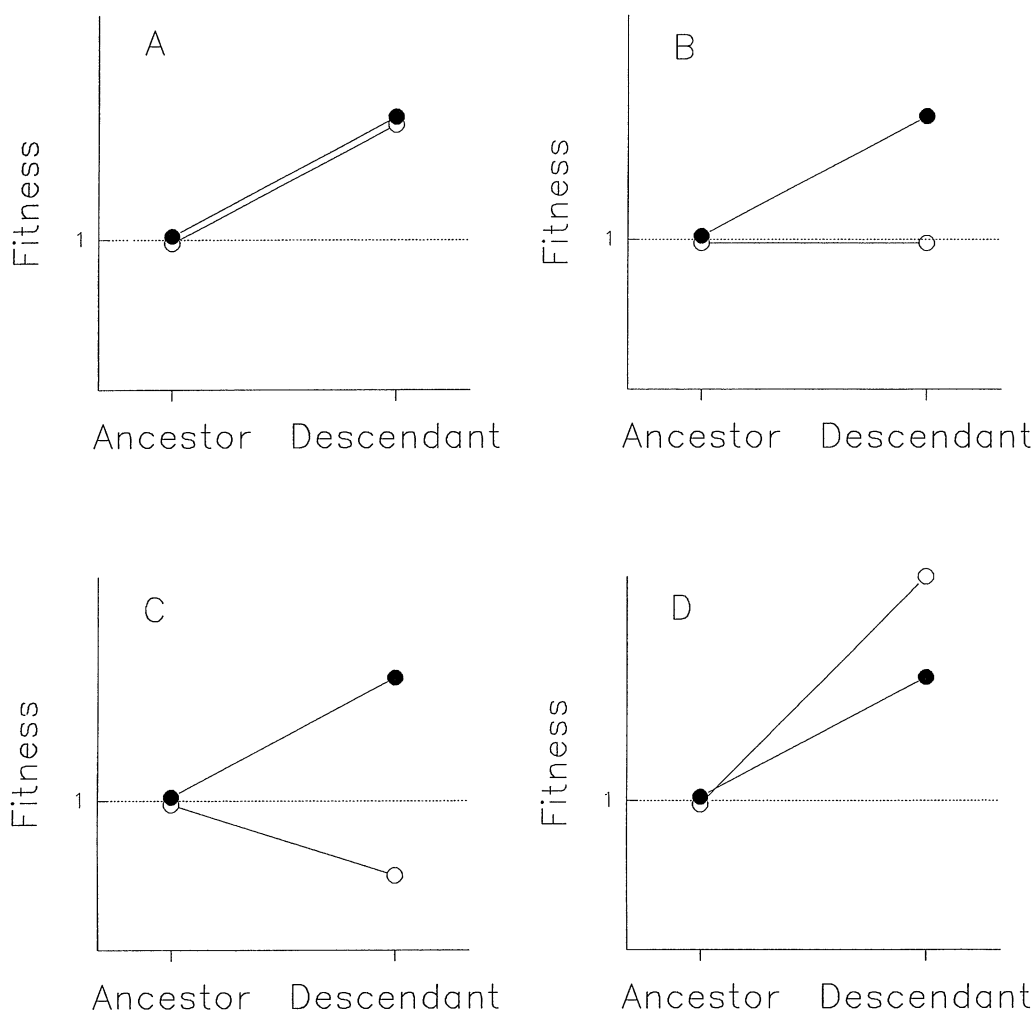 A
Fitness
1
Ancestor Descendant
B
Fitness
1
Ancestor Descendant
C
Fitness
1
Ancestor Descendant
D
Fitness
1
Ancestor Descendant